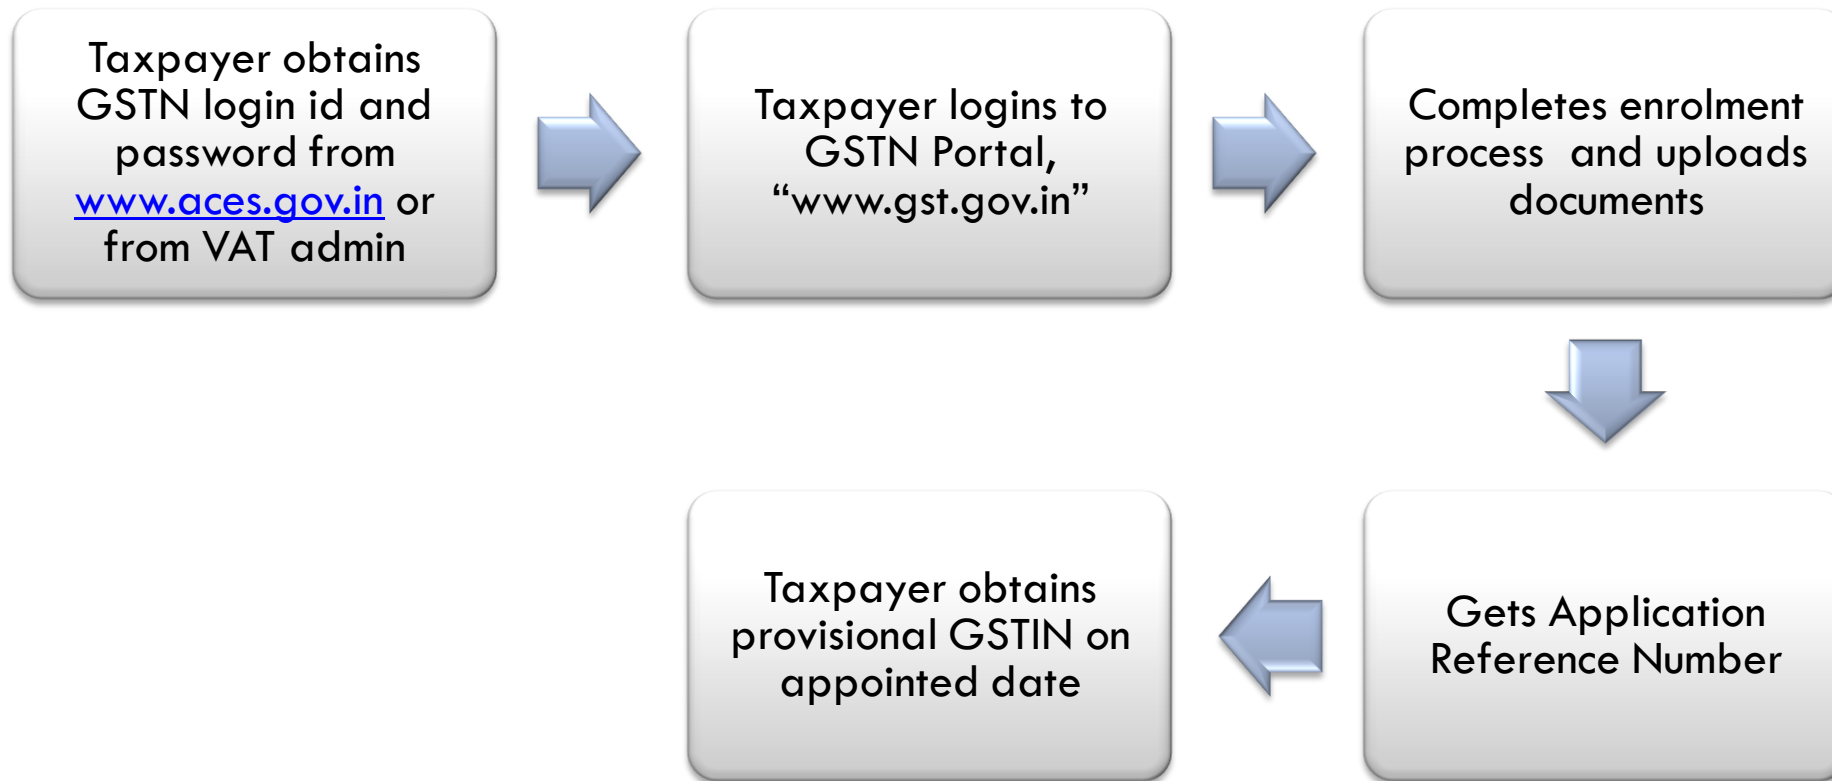 Taxpayer obtains
GSTN login id and
password from
www.aces.gov.in or
from VAT admin
Taxpayer logins to
GSTN Portal,
“www.gst.gov.in”
Completes enrolment
process  and uploads
documents
Gets Application
Reference Number
Taxpayer obtains
provisional GSTIN on
appointed date